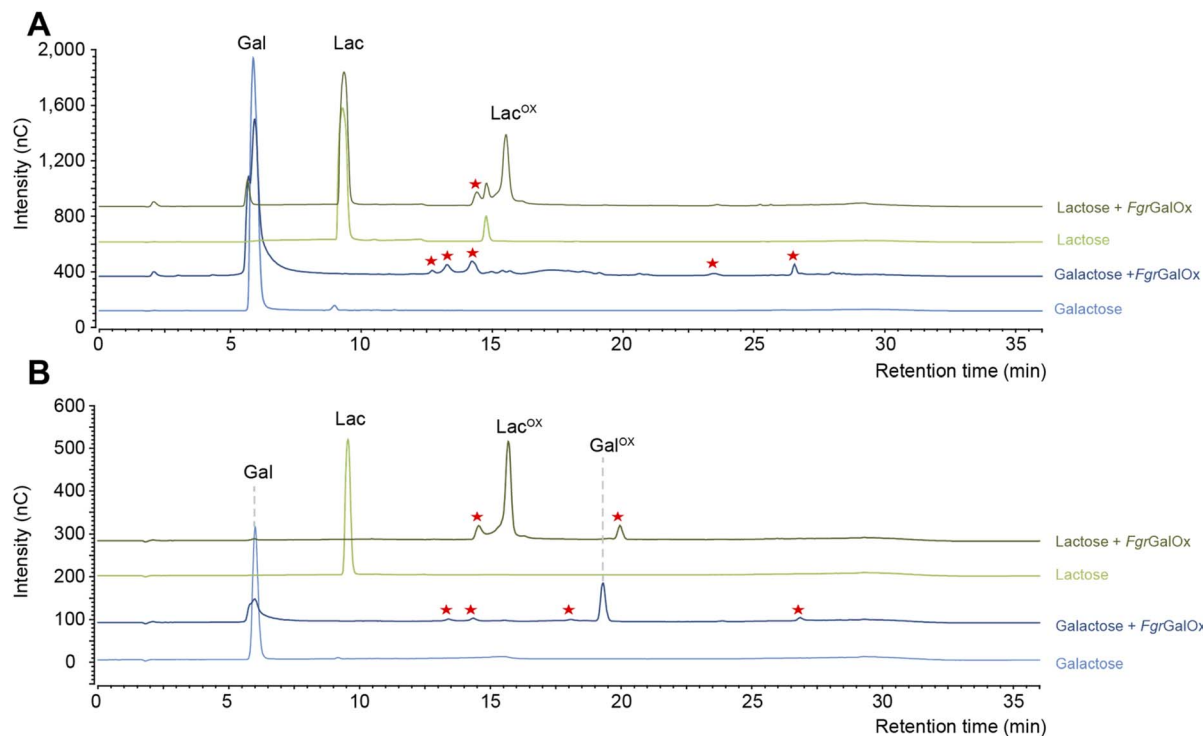 A
Gal
Lac
Lac^OX
2,000
1,600
1,200
800
400
0
Intensity (nC)
Lactose + FgrGalOx
Lactose
Galactose +FgrGalOx
Galactose
0 5 10 15 20 25 30 35
Retention time (min)
B
Gal
Lac
Lac^OX
Gal^OX
600
500
400
300
200
100
0
Intensity (nC)
Lactose + FgrGalOx
Lactose
Galactose + FgrGalOx
Galactose
0 5 10 15 20 25 30 35
Retention time (min)